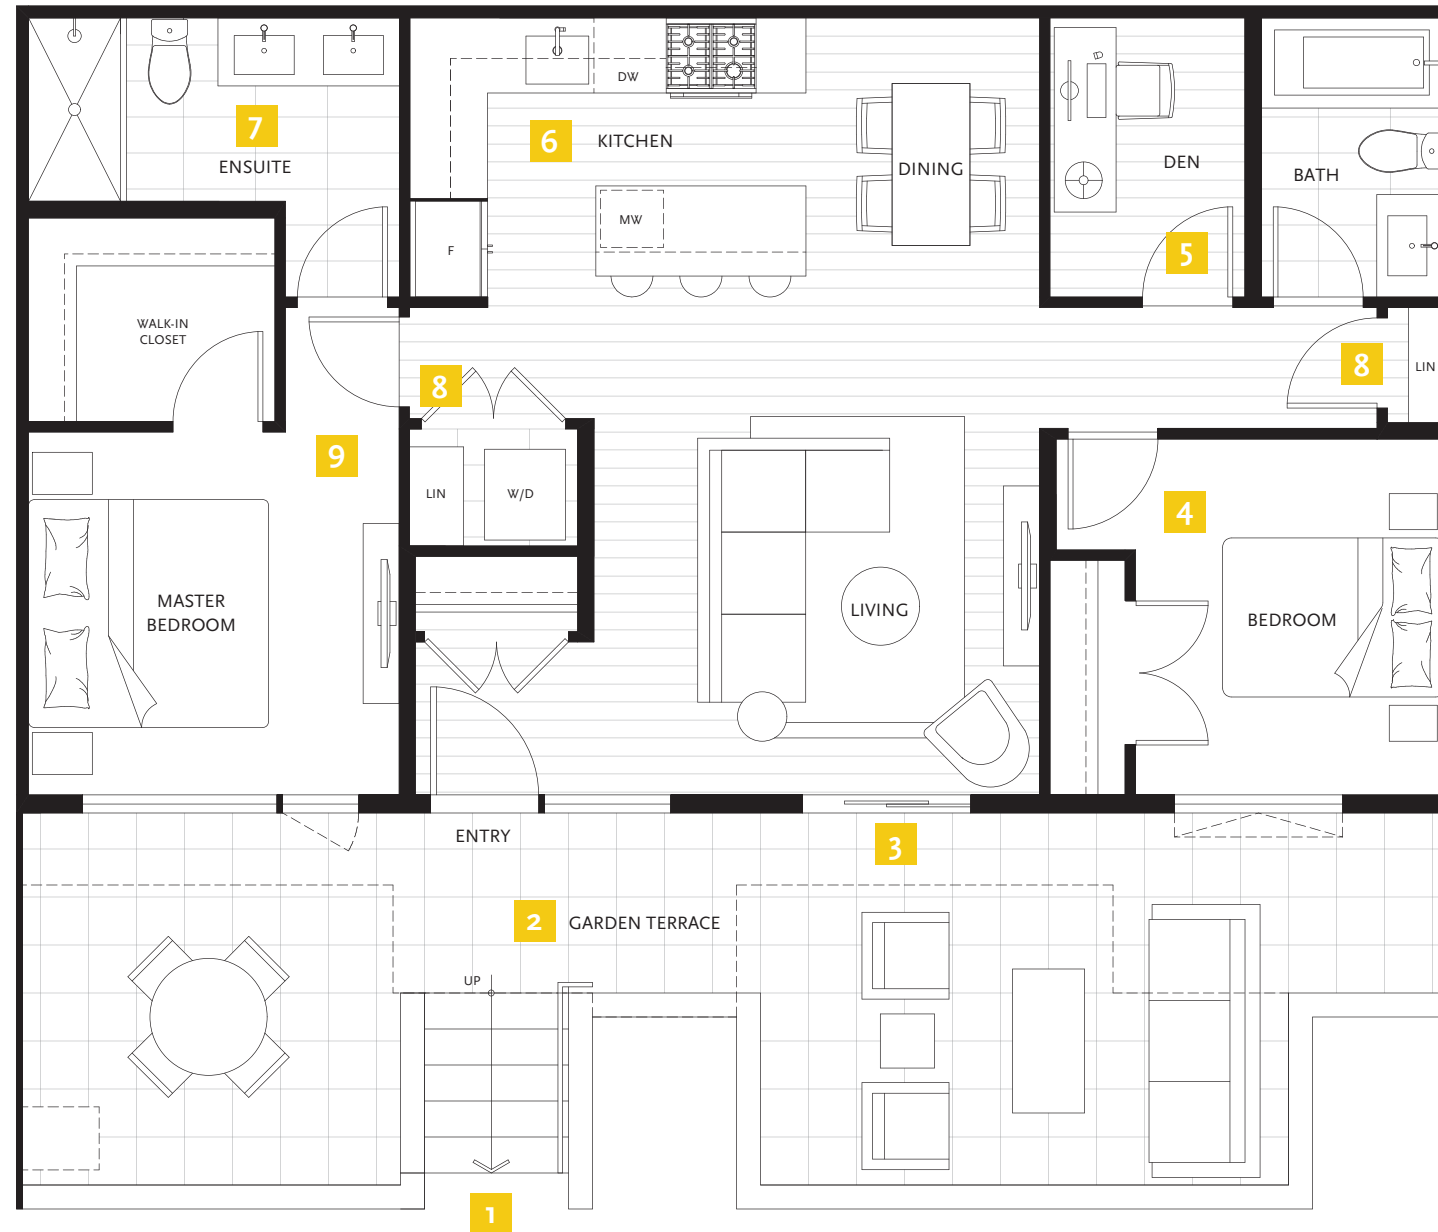 7
ENSUITE
6
KITCHEN
DW
MW
F
DINING
DEN
5
BATH
WALK-IN
CLOSET
8
8
LIN
9
LIN
W/D
4
MASTER
BEDROOM
LIVING
BEDROOM
ENTRY
3
2
GARDEN TERRACE
UP
1